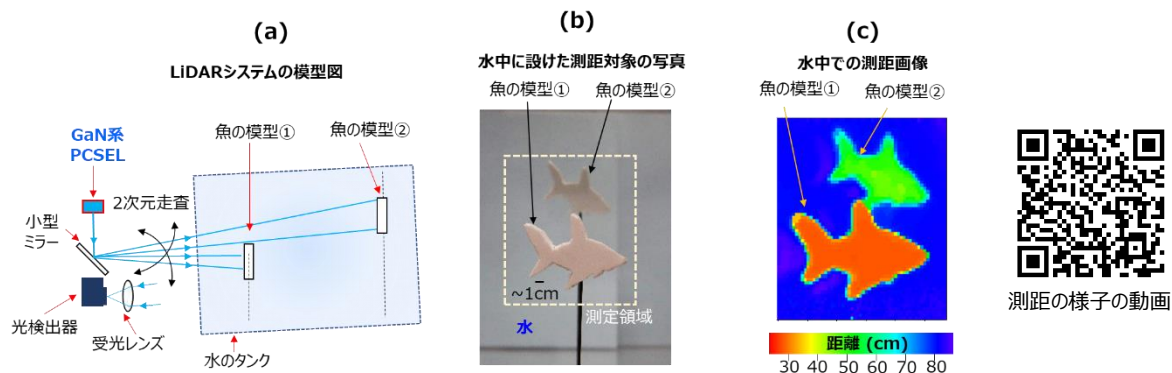 (a)
LiDARシステムの模型図
GaN系
PCSEL
小型
ミラー
2次元走査
魚の模型①
魚の模型②
光検出器
受光レンズ
水のタンク
(b)
水中に設けた測距対象の写真
魚の模型①
魚の模型②
~1cm
水
測定領域
(c)
水中での測距画像
魚の模型①
魚の模型②
距離 (cm)
30 40 50 60 70 80
測距の様子の動画